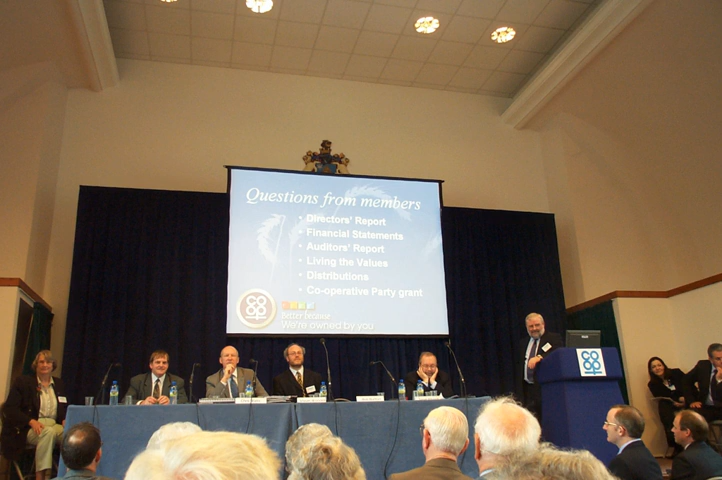 Questions from members
• Directors' Report
• Financial Statements
• Auditors' Report
• Living the Values
• Distributions
• Co-operative Party grant
CO
OP
Better because
We're owned by you
CO
OP